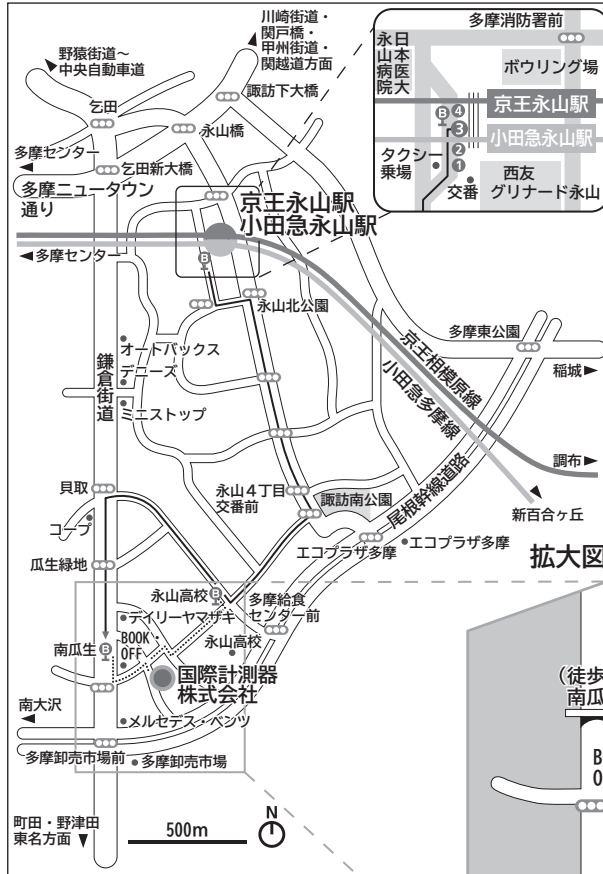 川崎街道・
関戸橋・
甲州街道・
関越道方面
野猿街道～
中央自動車道
諏訪下大橋
乞田
永山橋
多摩センター
乞田新大橋
多摩ニュータウン
通り
京王永山駅
小田急永山駅
多摩センター
B
永山北公園
多摩消防署前
日本医大
永山病院
ボウリング場
京王永山駅
小田急永山駅
B
4
3
2
1
タクシー
乗場
交番
西友
グリナード永山
オートバックス
デニーズ
ミニストップ
鎌倉街道
京王相模原線
小田急多摩線
多摩東公園
稲城
調布
新百合ヶ丘
尾根幹線道路
貝取
コープ
瓜生緑地
永山4丁目
交番前
諏訪南公園
エコプラザ多摩
エコプラザ多摩
拡大図
永山高校
B
多摩給食
センター前
デイリーヤマザキ
BOOK・
OFF
永山高校
南瓜生
B
国際計測器
株式会社
南大沢
メルセデス・ベンツ
多摩卸売市場前
多摩卸売市場
町田・野津田
東名方面
500m
N
（徒歩
南瓜
B
O